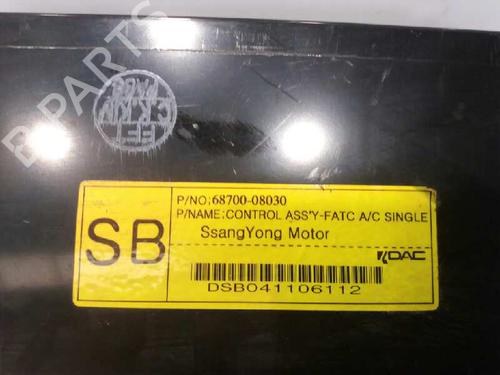 B PARTS
P/NO:68700-08030
P/NAME:CONTROL ASS'Y-FATC A/C SINGLE
SB
SsangYong Motor
DAC
DSB041106112